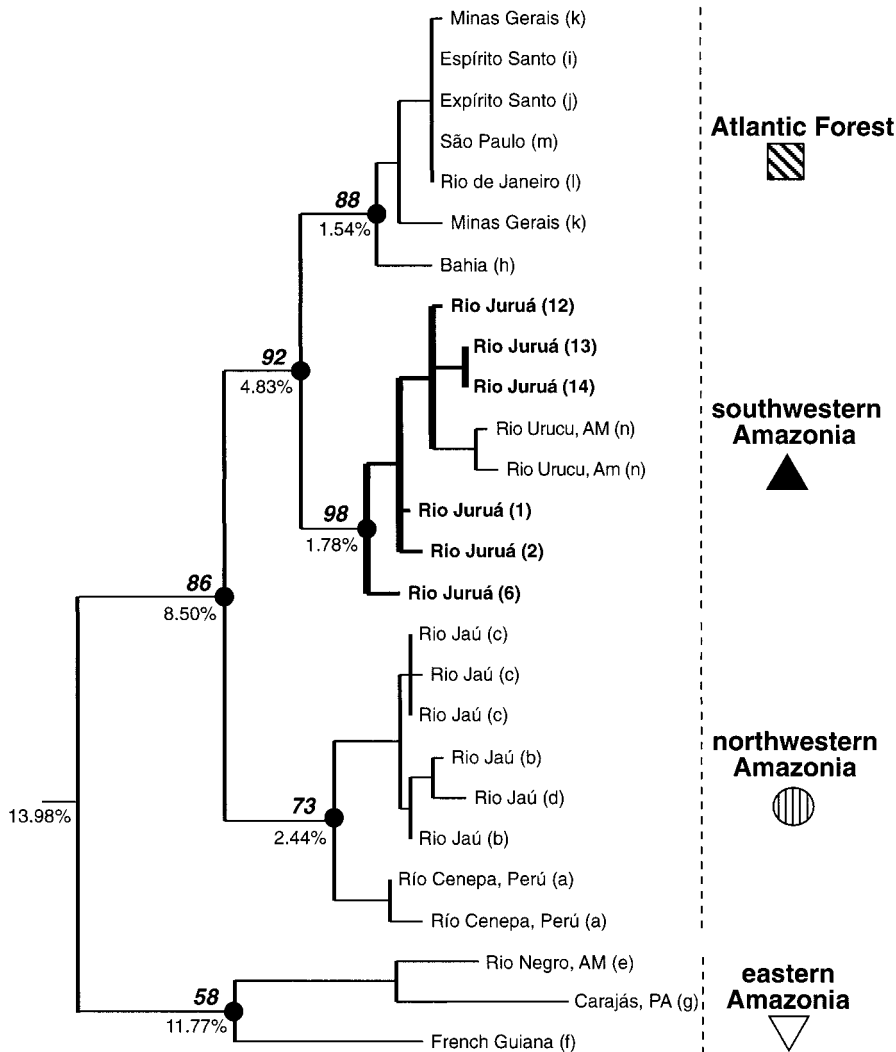 Minas Gerais (k)
Espírito Santo (i)
Expírito Santo (j)
São Paulo (m)
Rio de Janeiro (l)
Minas Gerais (k)
Bahia (h)
Atlantic Forest
88
1.54%
92
4.83%
Rio Juruá (12)
Rio Juruá (13)
Rio Juruá (14)
Rio Urucu, AM (n)
Rio Urucu, Am (n)
Rio Juruá (1)
Rio Juruá (2)
Rio Juruá (6)
southwestern
Amazonia
98
1.78%
86
8.50%
Rio Jaú (c)
Rio Jaú (c)
Rio Jaú (c)
Rio Jaú (b)
Rio Jaú (d)
Rio Jaú (b)
Río Cenepa, Perú (a)
Río Cenepa, Perú (a)
northwestern
Amazonia
73
2.44%
13.98%
Rio Negro, AM (e)
Carajás, PA (g)
French Guiana (f)
eastern
Amazonia
58
11.77%